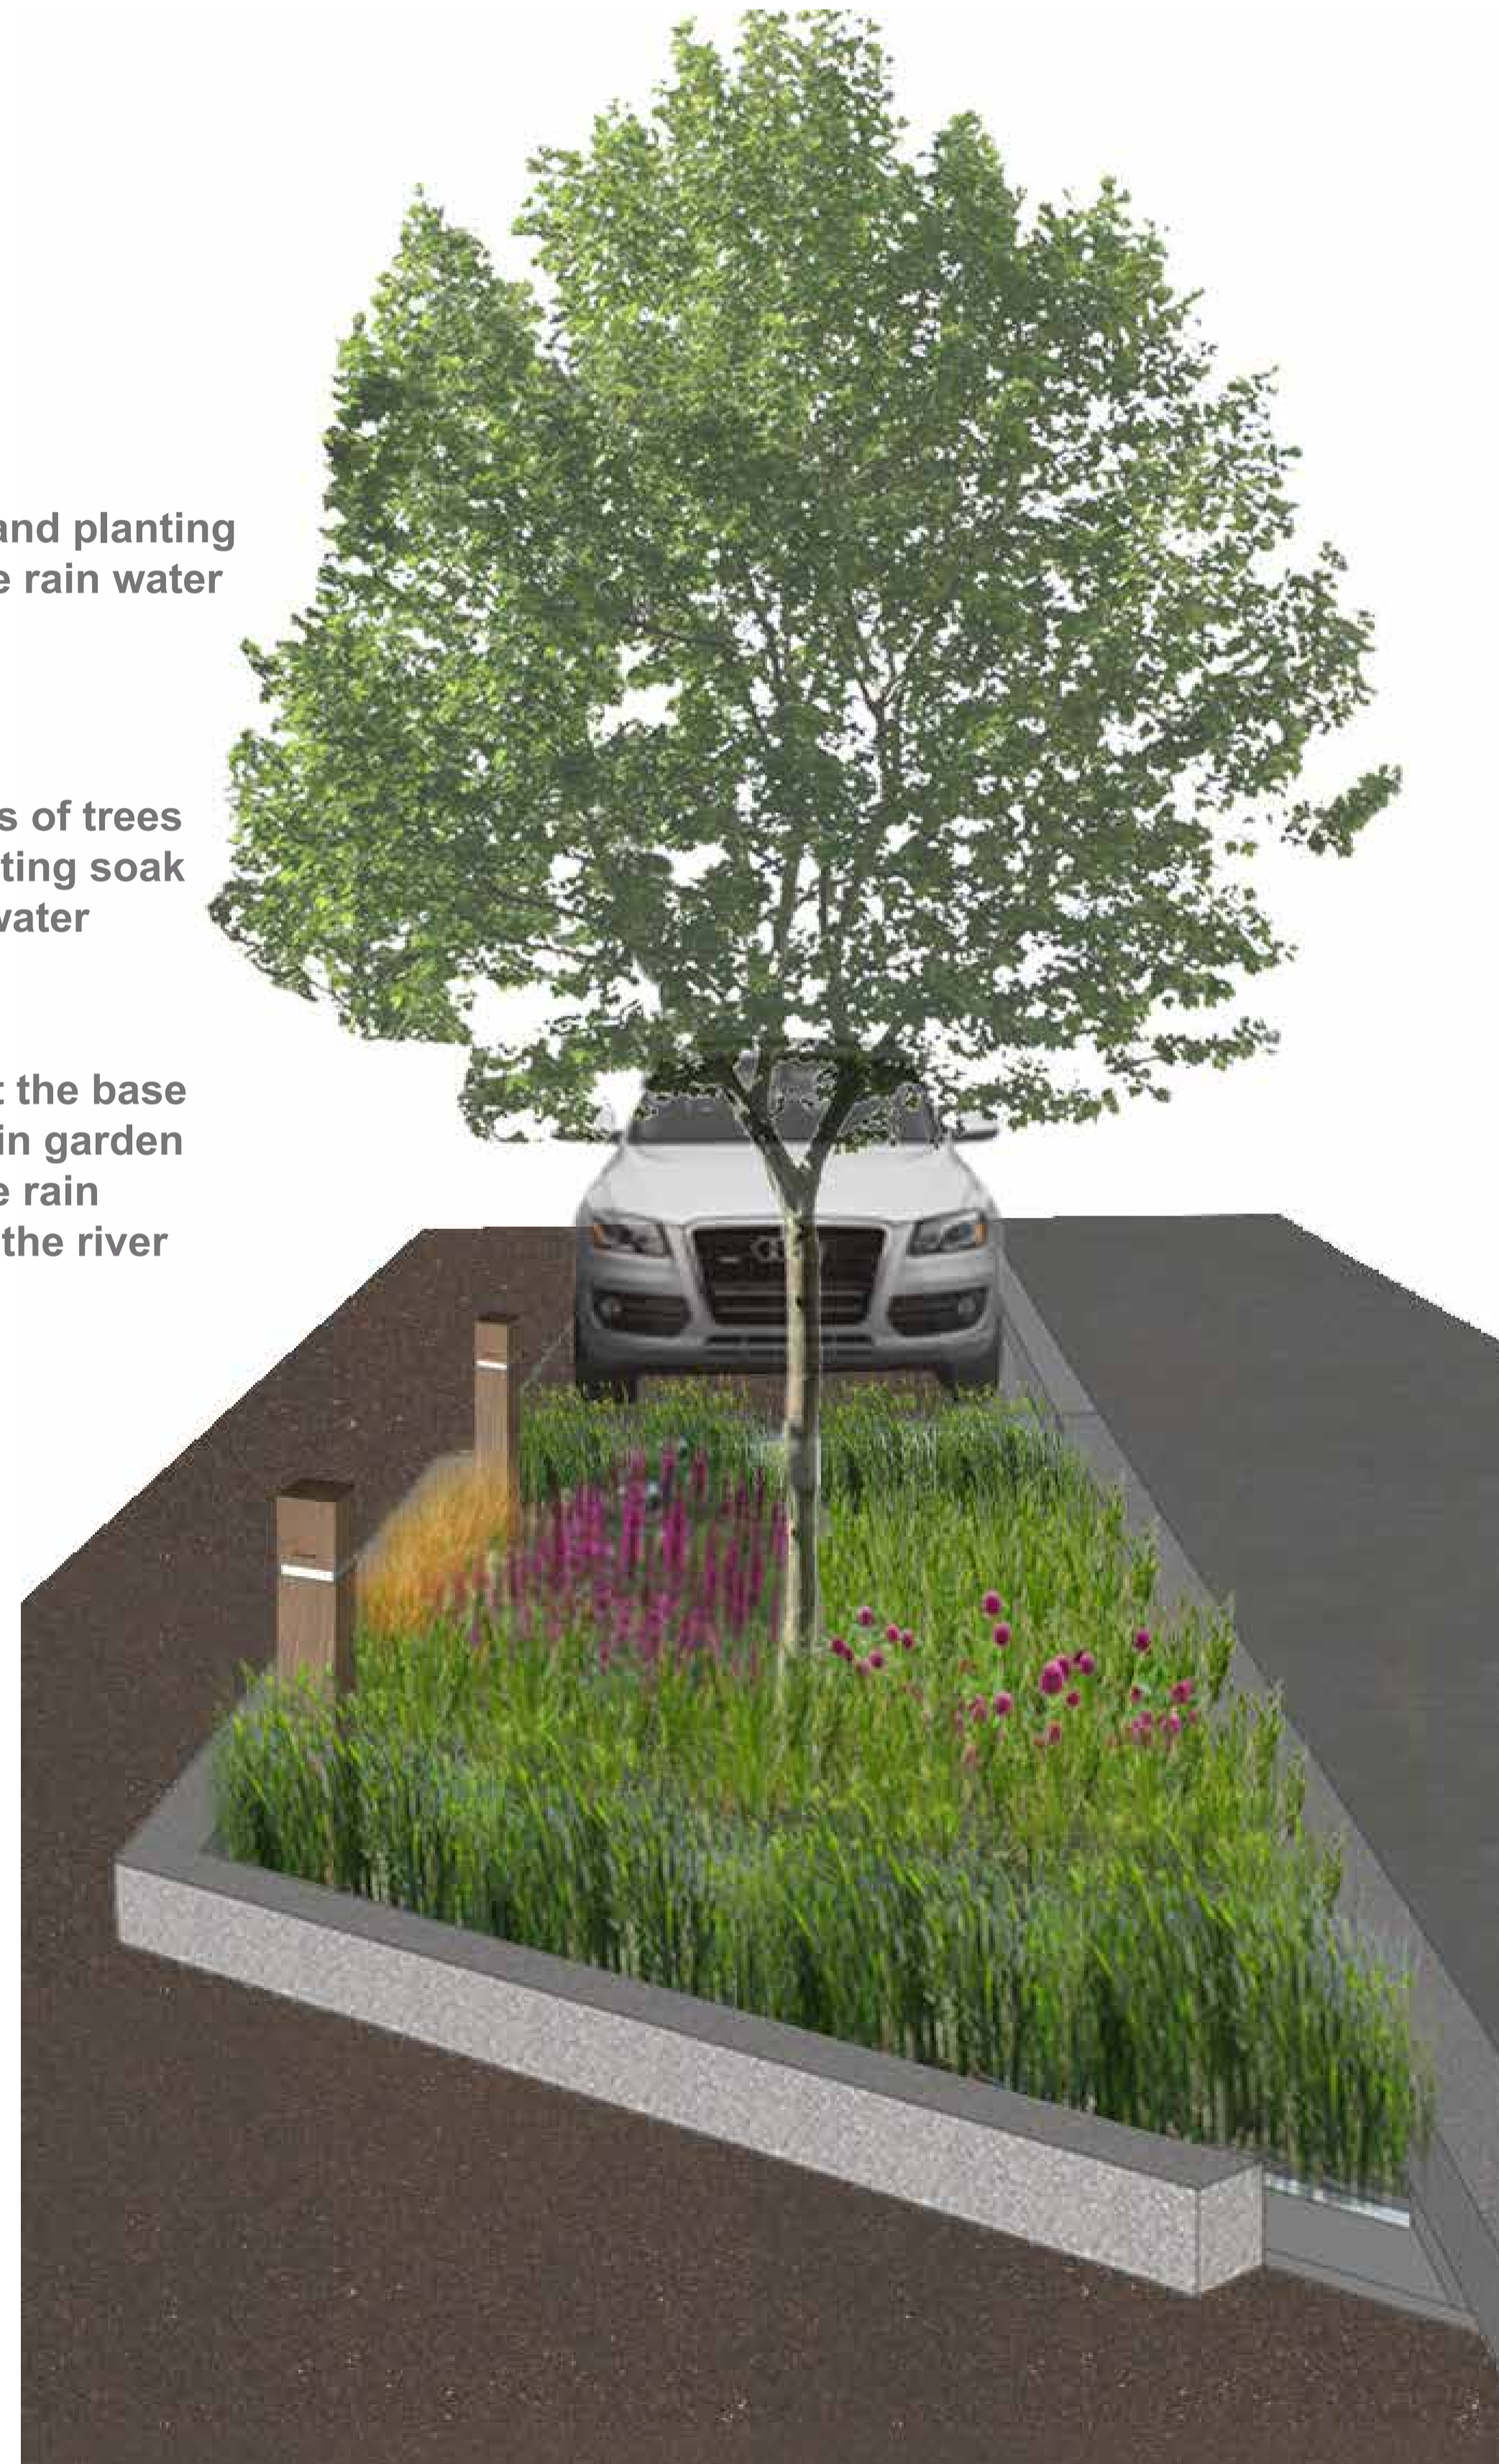 and planting
e rain water
s of trees
ting soak
water
t the base
in garden
e rain
the river